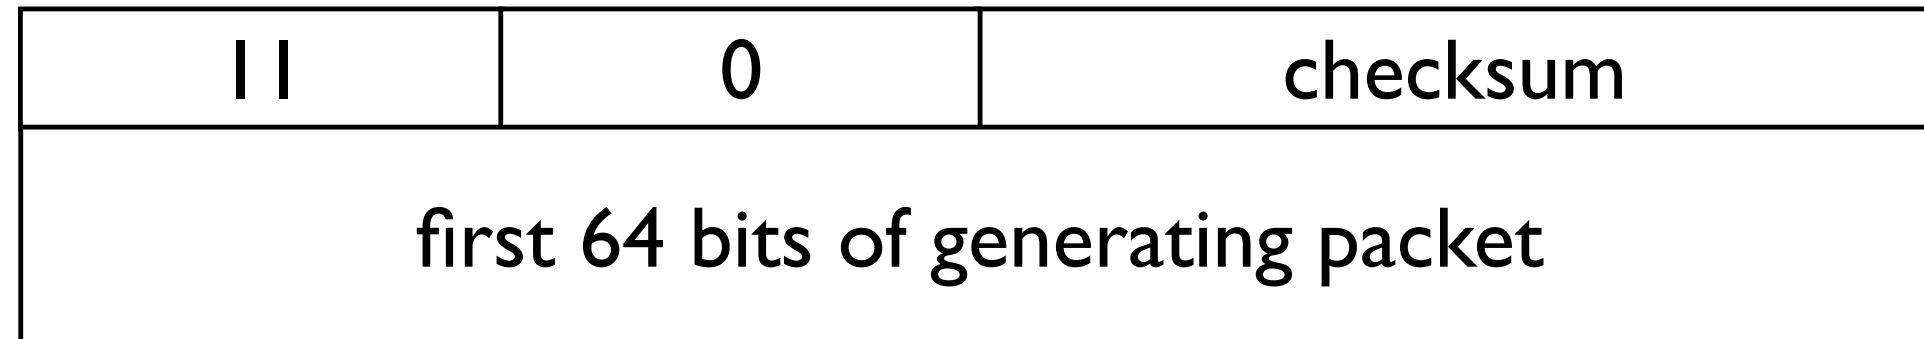 11
0
checksum
first 64 bits of generating packet